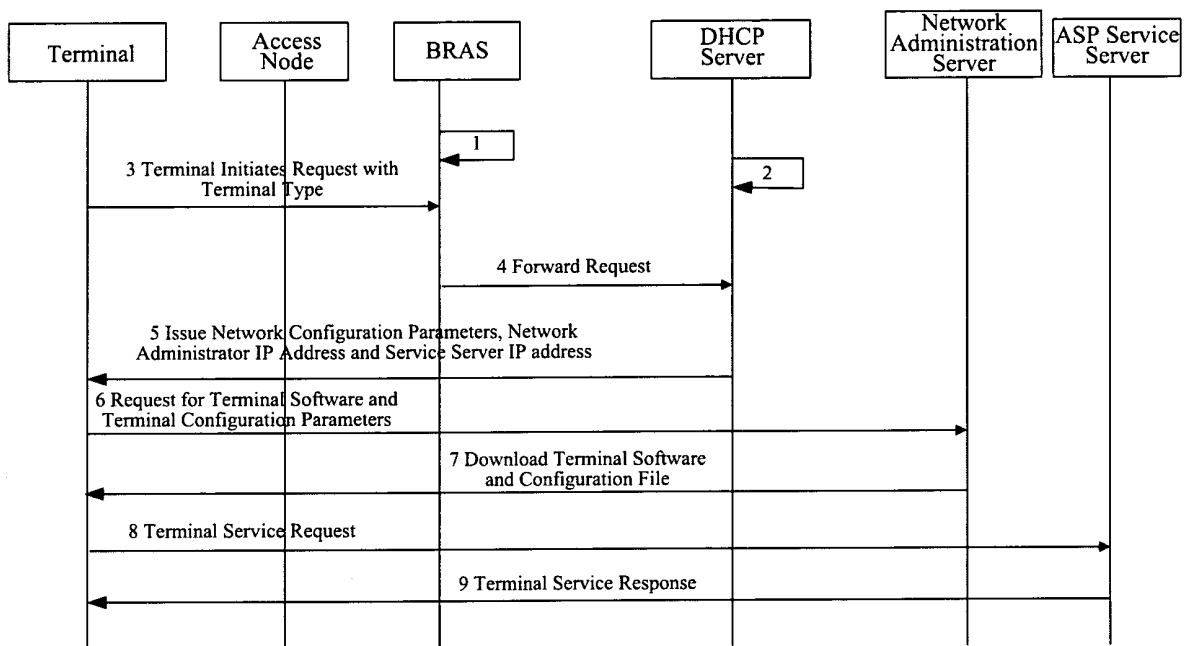 Terminal
Access
Node
BRAS
DHCP
Server
Network
Administration
Server
ASP Service
Server
1
2
3 Terminal Initiates Request with
Terminal Type
4 Forward Request
5 Issue Network Configuration Parameters, Network
Administrator IP Address and Service Server IP address
6 Request for Terminal Software and
Terminal Configuration Parameters
7 Download Terminal Software
and Configuration File
8 Terminal Service Request
9 Terminal Service Response